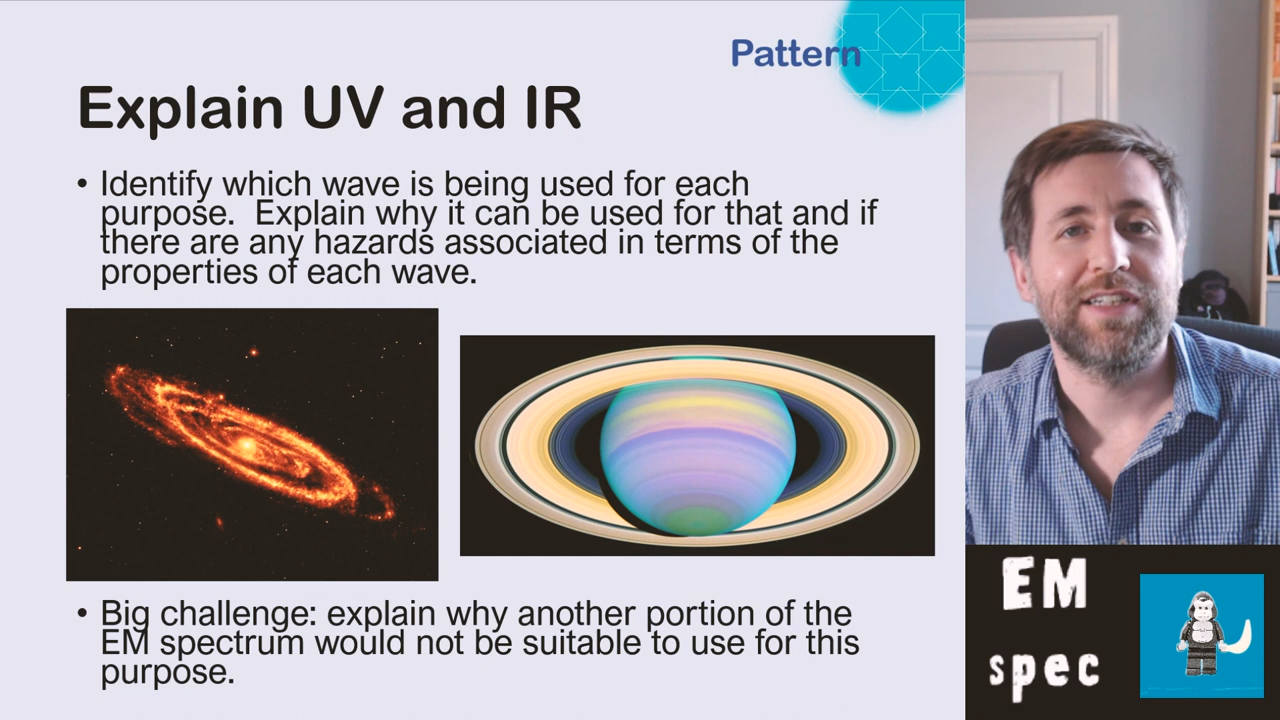 Pattern
Explain UV and IR
• Identify which wave is being used for each
purpose.  Explain why it can be used for that and if
there are any hazards associated in terms of the
properties of each wave.
• Big challenge: explain why another portion of the
EM spectrum would not be suitable to use for this
purpose.
EM
spec